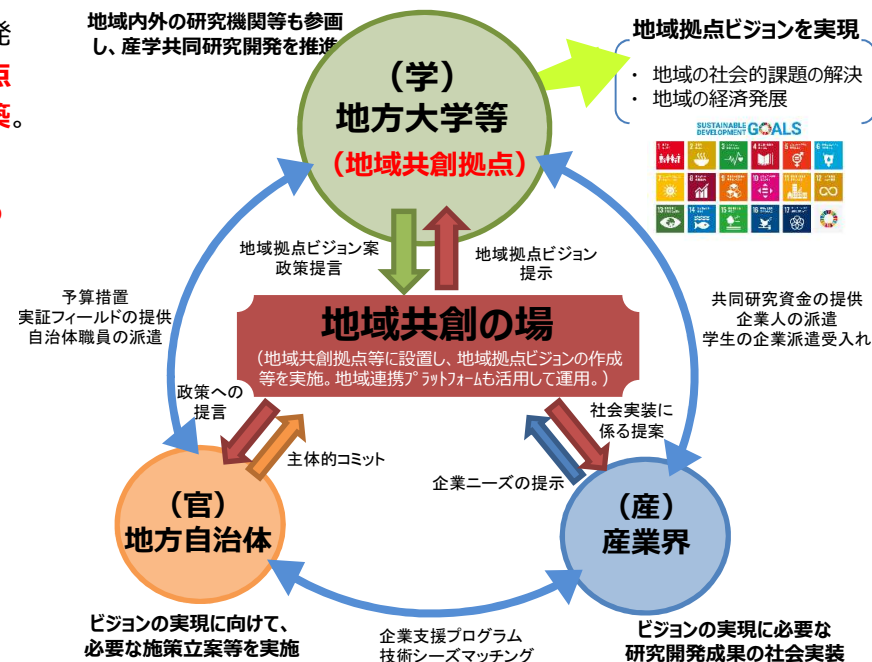 発
点
築。
地域内外の研究機関等も参画
し、産学共同研究開発を推進
地域拠点ビジョンを実現
・ 地域の社会的課題の解決
・ 地域の経済発展
SUSTAINABLE
DEVELOPMENT GOALS
（学）
地方大学等
（地域共創拠点）
地域拠点ビジョン案
政策提言
地域拠点ビジョン
提示
予算措置
実証フィールドの提供
自治体職員の派遣
共同研究資金の提供
企業人の派遣
学生の企業派遣受入れ
地域共創の場
（地域共創拠点等に設置し、地域拠点ビジョンの作成
等を実施。地域連携プラットフォームも活用して運用。）
政策への
提言
主体的コミット
社会実装に
係る提案
企業ニーズの提示
（官）
地方自治体
（産）
産業界
ビジョンの実現に向けて、
必要な施策立案等を実施
企業支援プログラム
技術シーズマッチング
ビジョンの実現に必要な
研究開発成果の社会実装